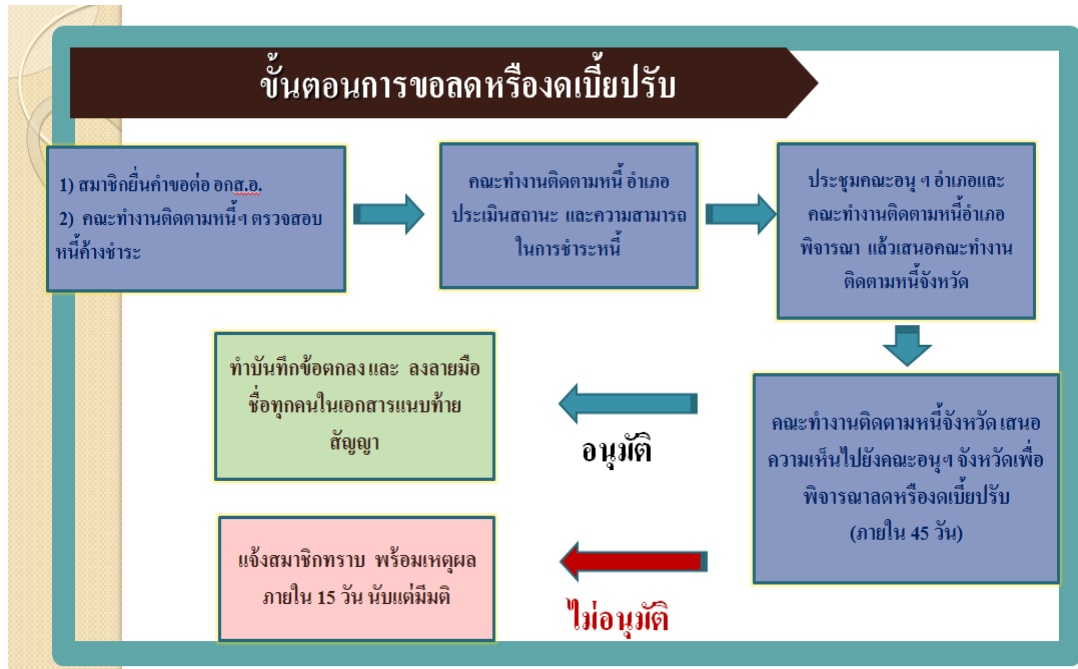 ขั้นตอนการขอลดหรืองดเบี้ยปรับ
1) สมาชิกยื่นคำขอต่อ อกส.อ.
2) คณะทำงานติดตามหนี้ฯ ตรวจสอบ
หนี้ค้างชำระ
คณะทำงานติดตามหนี้ อำเภอ
ประเมินสถานะ และความสามารถ
ในการชำระหนี้
ประชุมคณะอนุ ฯ อำเภอและ
คณะทำงานติดตามหนี้อำเภอ
พิจารณา แล้วเสนอคณะทำงาน
ติดตามหนี้จังหวัด
คณะทำงานติดตามหนี้จังหวัด เสนอ
ความเห็นไปยังคณะอนุฯ จังหวัดเพื่อ
พิจารณาลดหรืองดเบี้ยปรับ
(ภายใน 45 วัน)
อนุมัติ
ทำบันทึกข้อตกลง และ ลงลายมือ
ชื่อทุกคนในเอกสารแนบท้าย
สัญญา
ไม่อนุมัติ
แจ้งสมาชิกทราบ พร้อมเหตุผล
ภายใน 15 วัน นับแต่มีมติ